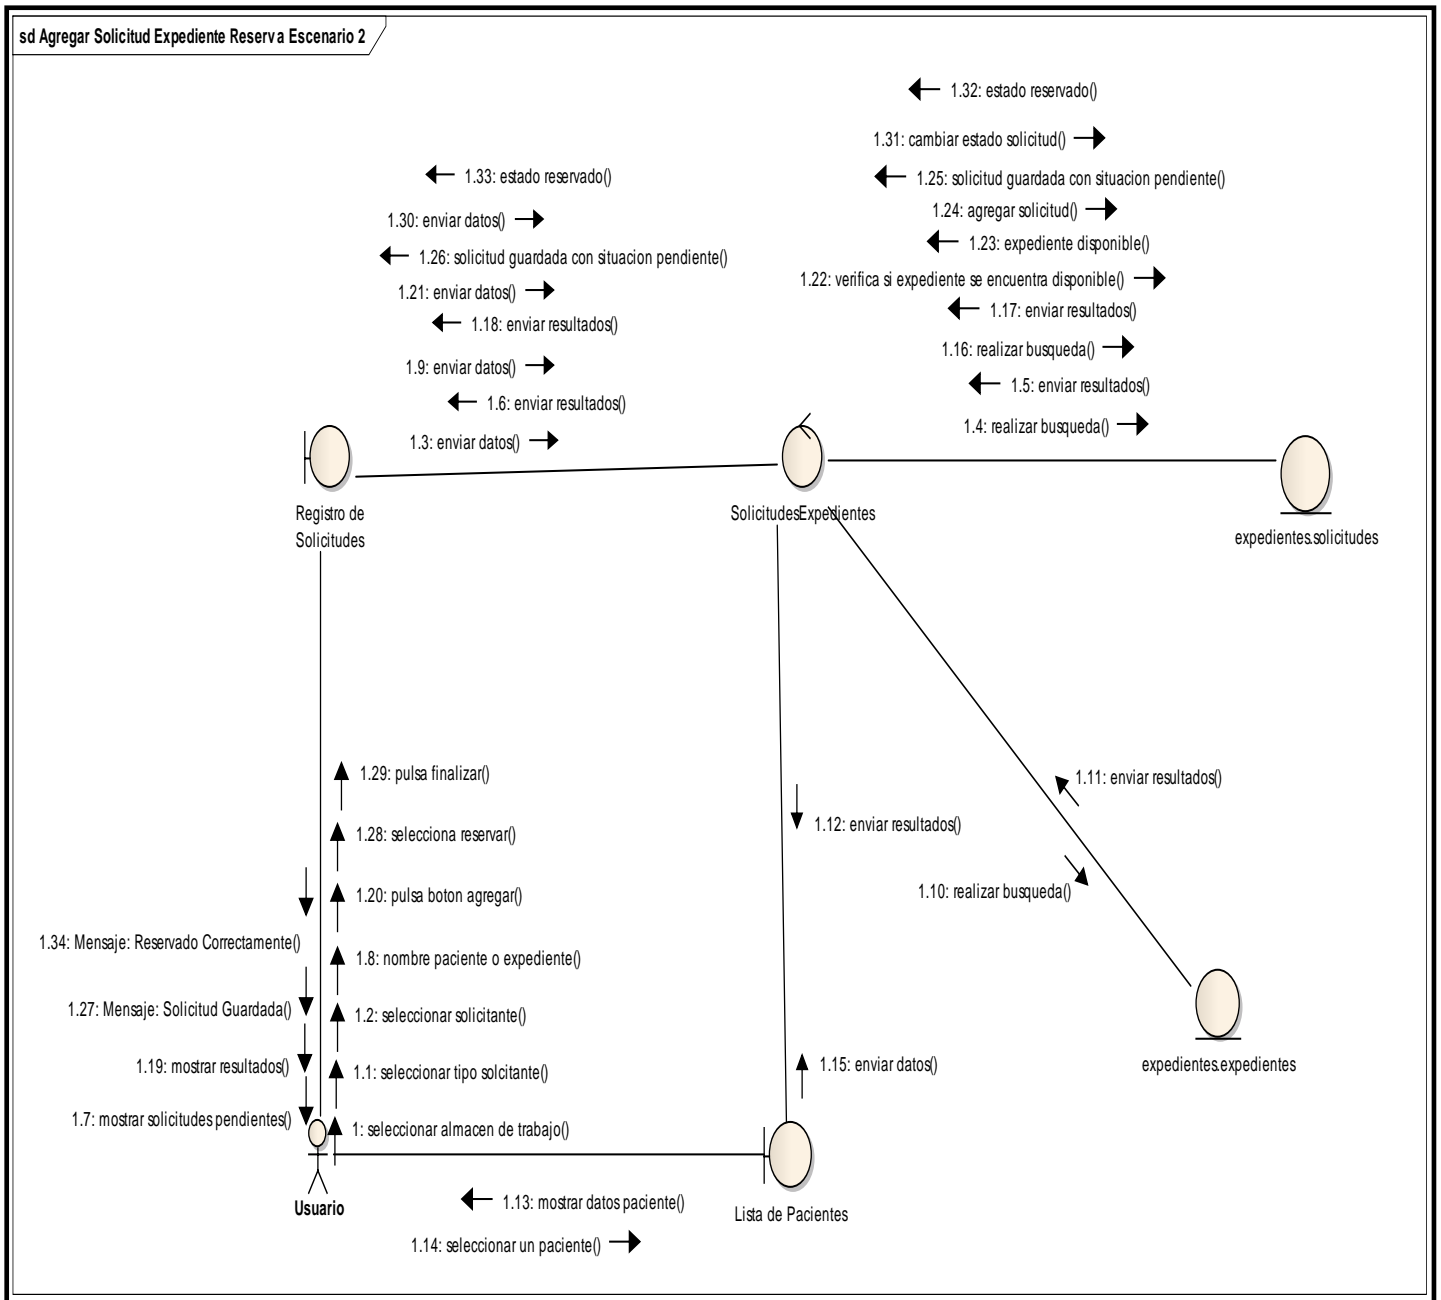 sd Agregar Solicitud Expediente Reserva Escenario 2
1.32: estado reservado()
1.31: cambiar estado solicitud()
1.33: estado reservado()
1.25: solicitud guardada con situacion pendiente()
1.30: enviar datos()
1.24: agregar solicitud()
1.23: expediente disponible()
1.26: solicitud guardada con situacion pendiente()
1.22: verifica si expediente se encuentra disponible()
1.21: enviar datos()
1.17: enviar resultados()
1.18: enviar resultados()
1.16: realizar busqueda()
1.9: enviar datos()
1.5: enviar resultados()
1.6: enviar resultados()
1.4: realizar busqueda()
1.3: enviar datos()
Registro de
Solicitudes
SolicitudesExpedientes
expedientes.solicitudes
1.29: pulsa finalizar()
1.11: enviar resultados()
1.28: selecciona reservar()
1.12: enviar resultados()
1.20: pulsa boton agregar()
1.10: realizar busqueda()
1.34: Mensaje: Reservado Correctamente()
1.8: nombre paciente o expediente()
1.27: Mensaje: Solicitud Guardada()
1.2: seleccionar solicitante()
1.19: mostrar resultados()
1.1: seleccionar tipo solcitante()
1.15: enviar datos()
expedientes.expedientes
1.7: mostrar solicitudes pendientes()
1: seleccionar almacen de trabajo()
Usuario
1.13: mostrar datos paciente()
Lista de Pacientes
1.14: seleccionar un paciente()